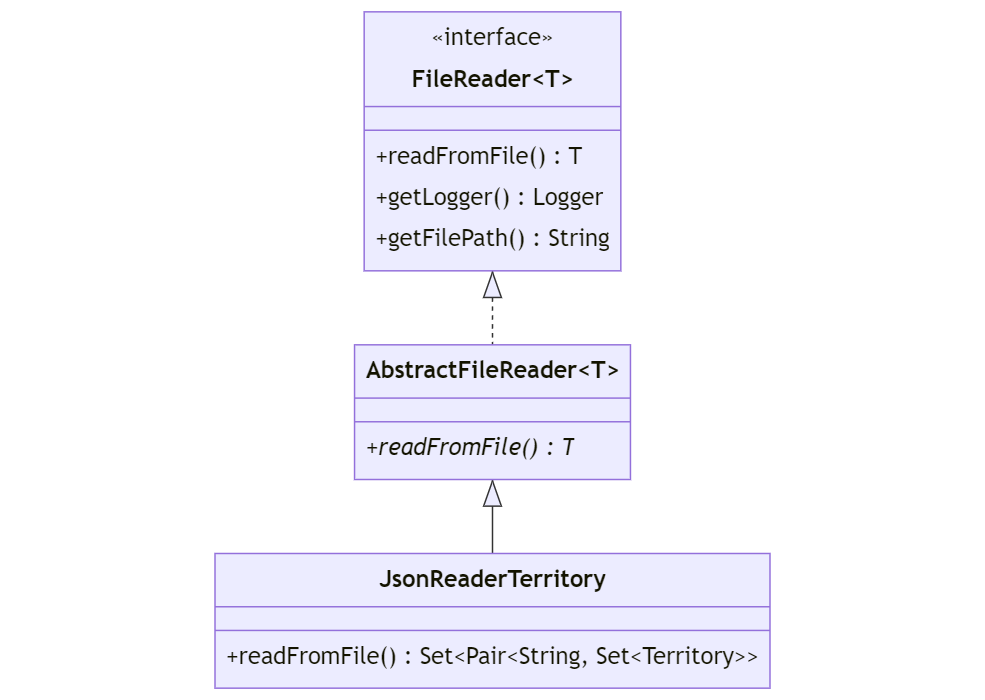 «interface»
FileReader<T>
+readFromFile() : T
+getLogger() : Logger
+getFilePath() : String
AbstractFileReader<T>
+readFromFile() : T
JsonReaderTerritory
+readFromFile() : Set<Pair<String, Set<Territory>>